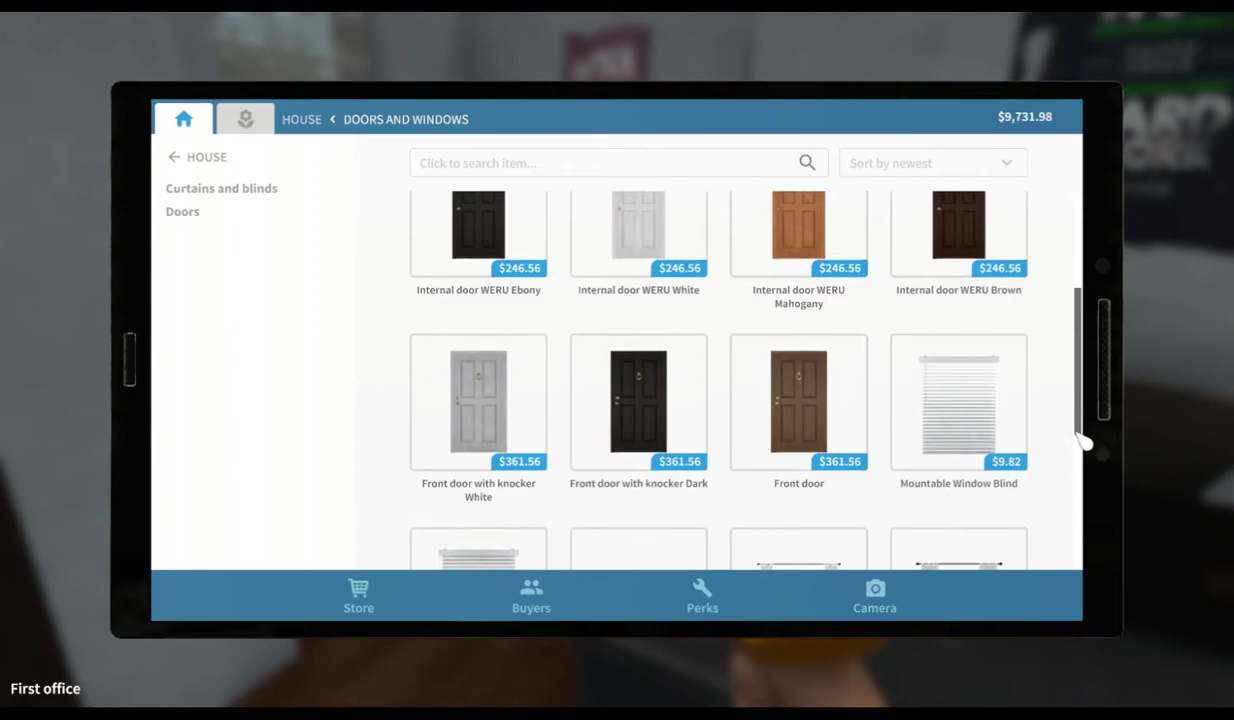 HOUSE < DOORS AND WINDOWS
$9,731.98
HOUSE
Click to search item...
Sort by newest
Curtains and blinds
Doors
$246.56
$246.56
$246.56
$246.56
Internal door WERU Ebony
Internal door WERU White
Internal door WERU
Mahogany
Internal door WERU Brown
$361.56
$361.56
$361.56
$9.82
Front door with knocker
White
Front door with knocker Dark
Front door
Mountable Window Blind
Store
Buyers
Perks
Camera
First office